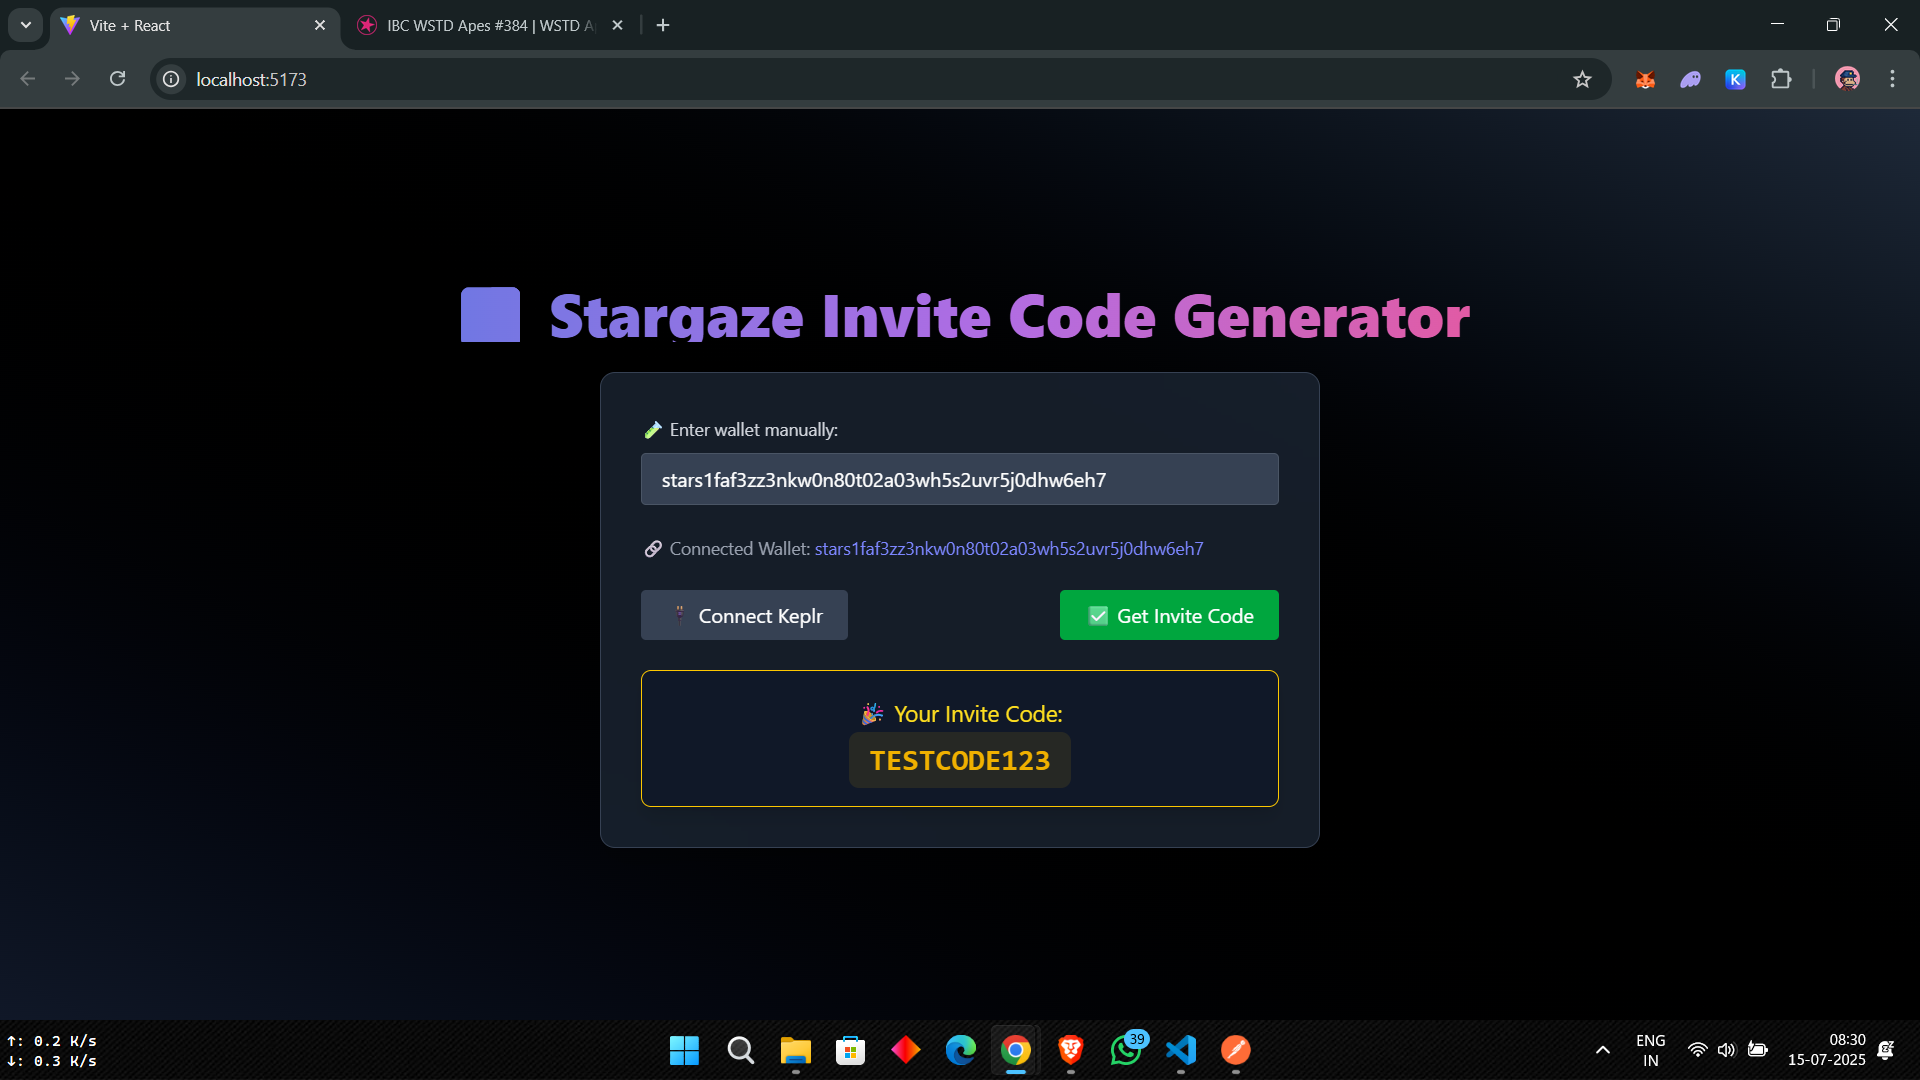 Vite + React
IBC WSTD Apes #384 | WSTD A
localhost:5173
Stargaze Invite Code Generator
Enter wallet manually:
stars1faf3zz3nkw0n80t02a03wh5s2uvr5j0dhw6eh7
Connected Wallet: stars1faf3zz3nkw0n80t02a03wh5s2uvr5j0dhw6eh7
Connect Keplr
Get Invite Code
Your Invite Code:
TESTCODE123
↑: 0.2 K/s
↓: 0.3 K/s
39
ENG
IN
08:30
15-07-2025